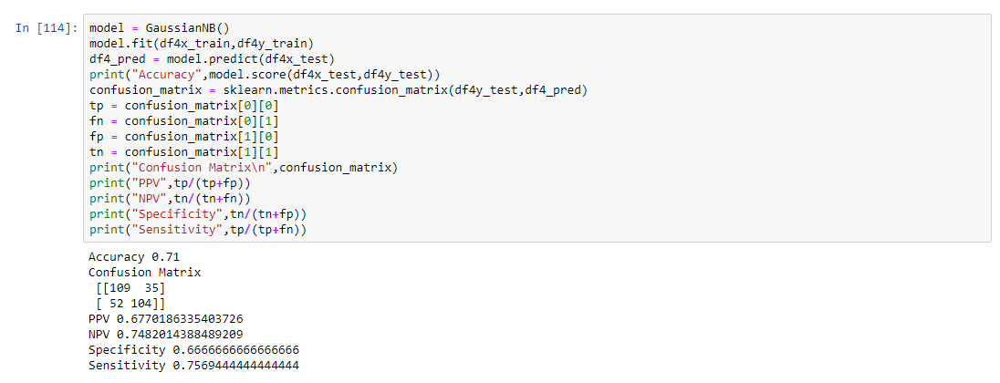 In [114]: model = GaussianNB()
model.fit(df4x_train,df4y_train)
df4_pred = model.predict(df4x_test)
print("Accuracy",model.score(df4x_test,df4y_test))
confusion_matrix = sklearn.metrics.confusion_matrix(df4y_test,df4_pred)
tp = confusion_matrix[0][0]
fn = confusion_matrix[0][1]
fp = confusion_matrix[1][0]
tn = confusion_matrix[1][1]
print("Confusion Matrix\n",confusion_matrix)
print("PPV",tp/(tp+fp))
print("NPV",tn/(tn+fn))
print("Specificity",tn/(tn+fp))
print("Sensitivity",tp/(tp+fn))
Accuracy 0.71
Confusion Matrix
[[109  35]
[ 52 104]]
PPV 0.6770186335403726
NPV 0.7482014388489209
Specificity 0.6666666666666666
Sensitivity 0.7569444444444444